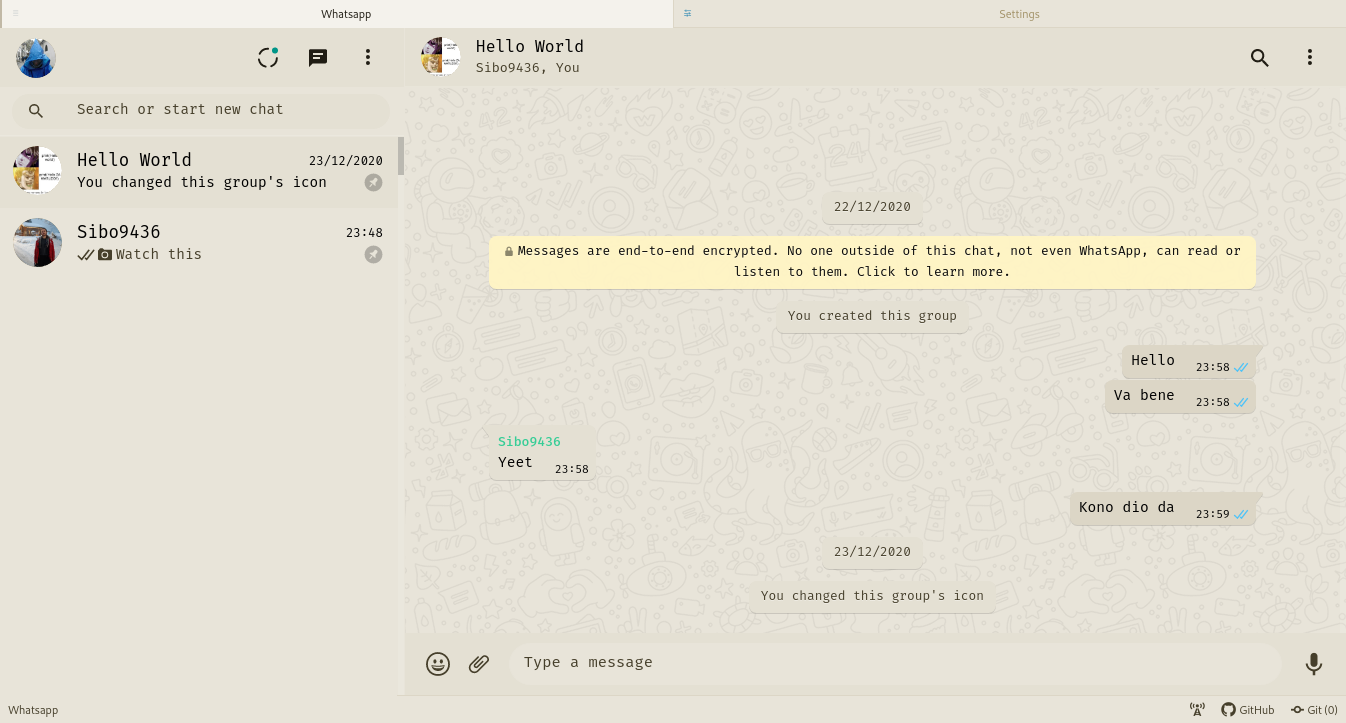 Whatsapp
Settings
Search or start new chat
Hello World
23/12/2020
You changed this group's icon
Sibo9436
23:48
Watch this
Hello World
Sibo9436, You
22/12/2020
Messages are end-to-end encrypted. No one outside of this chat, not even WhatsApp, can read or
listen to them. Click to learn more.
You created this group
Hello 23:58
Va bene 23:58
Sibo9436
Yeet 23:58
Kono dio da 23:59
23/12/2020
You changed this group's icon
Type a message
Whatsapp
GitHub
Git (0)